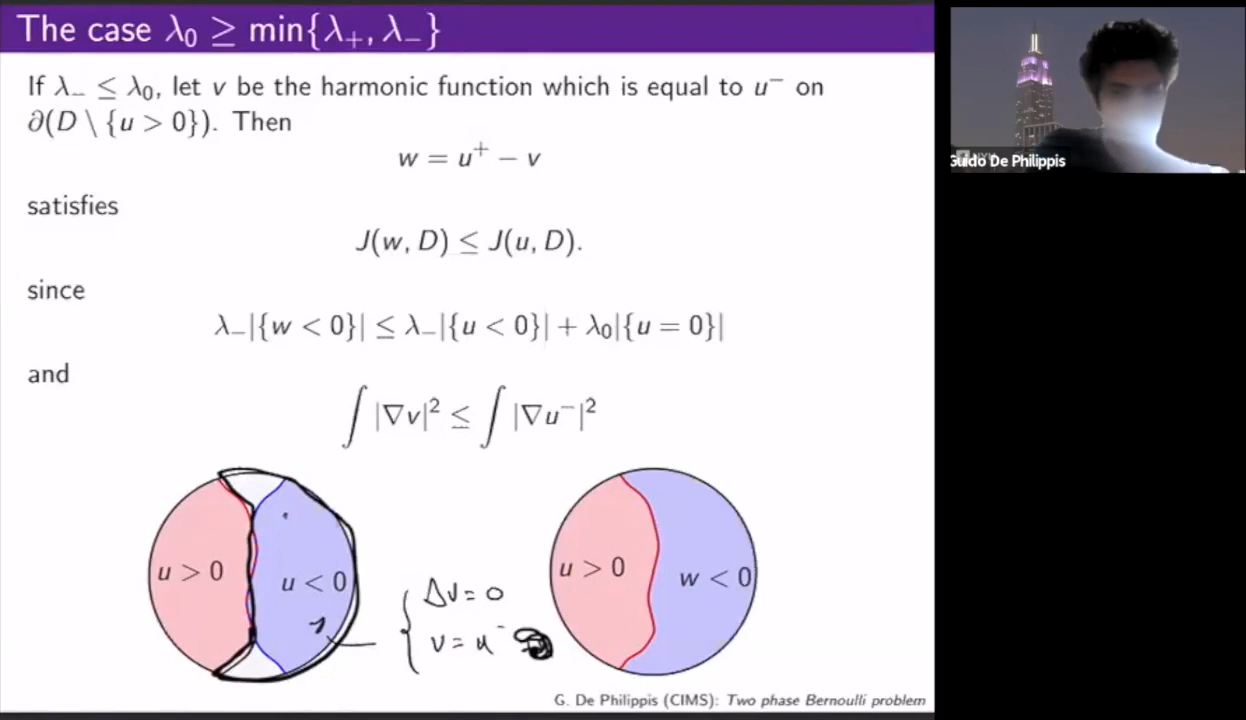 The case λ₀ ≥ min{λ₊, λ₋}
If λ₋ ≤ λ₀, let v be the harmonic function which is equal to u⁻ on
∂(D \ {u > 0}). Then
w = u⁺ − v
satisfies
J(w, D) ≤ J(u, D).
since
λ₋|{w < 0}| ≤ λ₋|{u < 0}| + λ₀|{u = 0}|
and
∫ |∇v|² ≤ ∫ |∇u⁻|²
u > 0
u < 0
Δv = 0
v = u⁻
u > 0
w < 0
G. De Philippis (CIMS): Two phase Bernoulli problem
Guido De Philippis